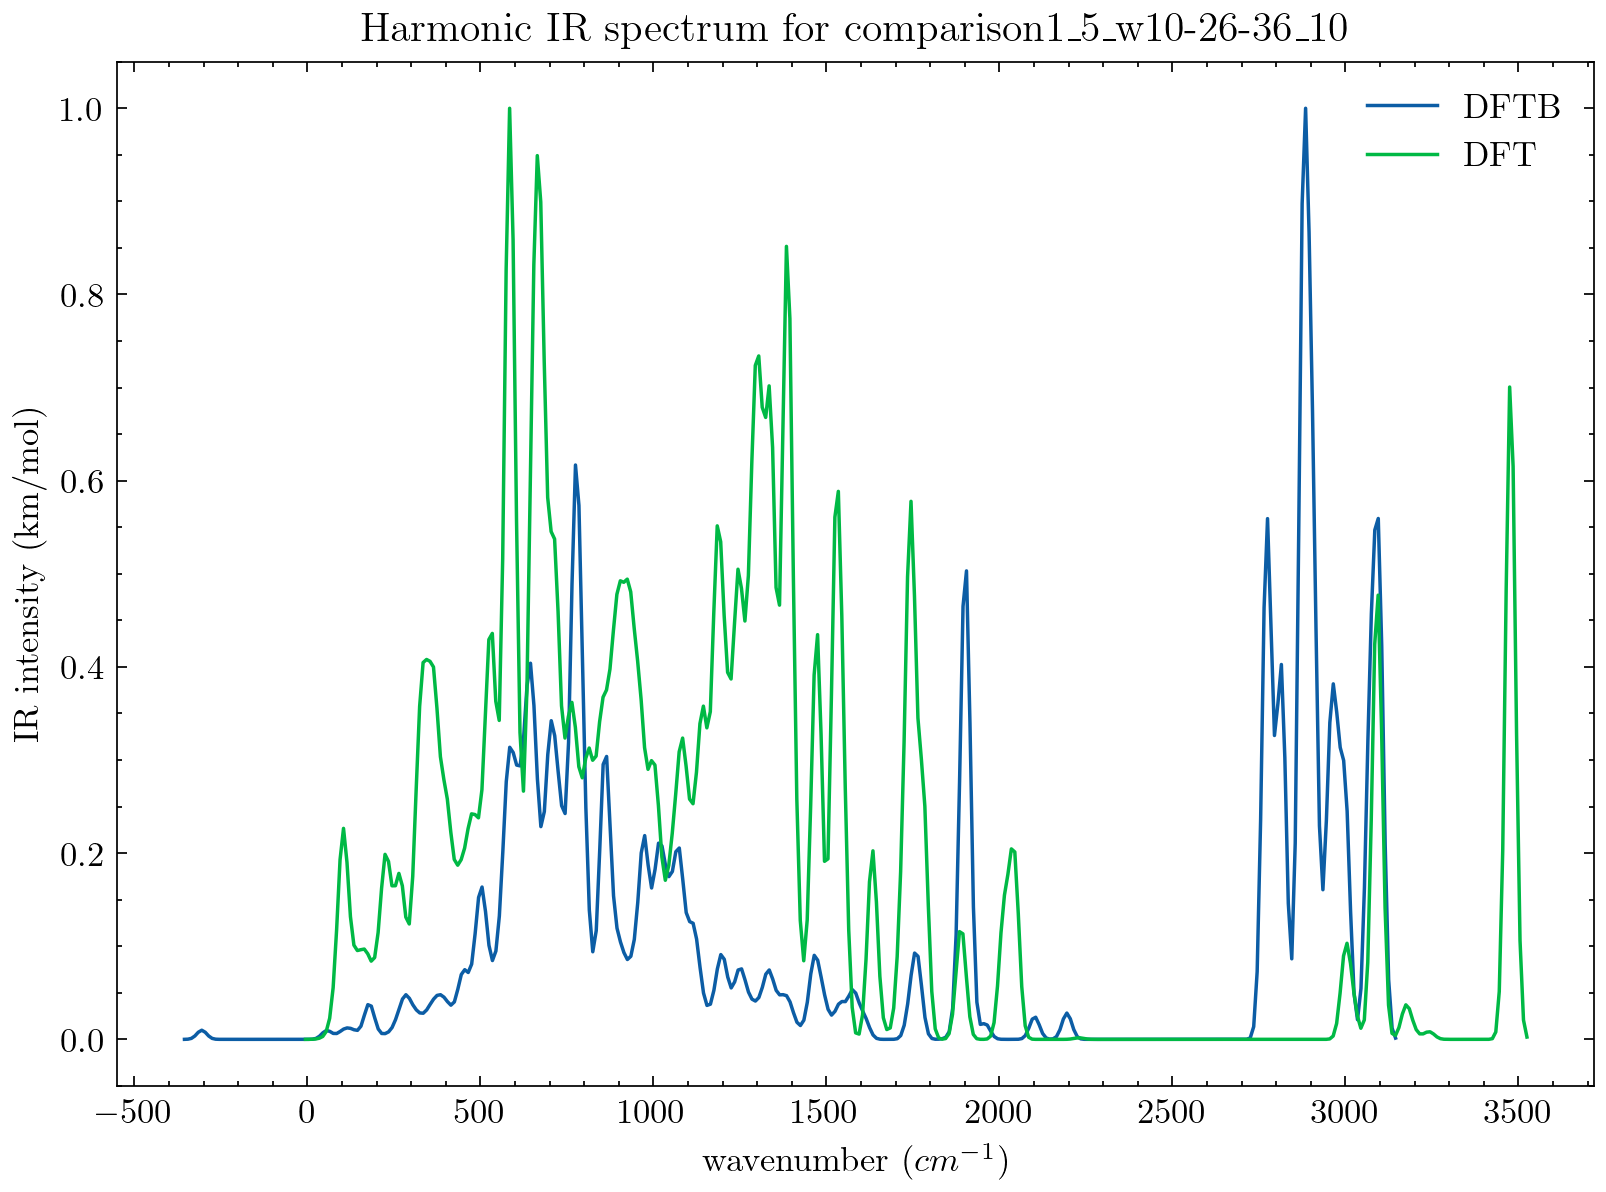 Harmonic IR spectrum for comparison1_5_w10-26-36_10
DFTB
DFT
1.0
0.8
0.6
0.4
0.2
0.0
IR intensity (km/mol)
−500 0 500 1000 1500 2000 2500 3000 3500
wavenumber (cm⁻¹)